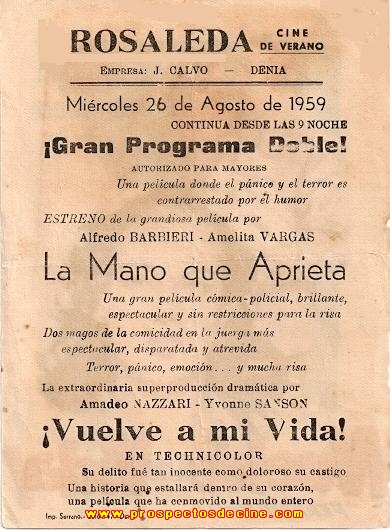 ROSALEDA CINE
DE VERANO
EMPRESA: J. CALVO — DENIA
Miércoles 26 de Agosto de 1959
CONTINUA DESDE LAS 9 NOCHE
¡Gran Programa Doble!
AUTORIZADO PARA MAYORES
Una película donde el pánico y el terror es
contrarrestado por el humor
ESTRENO de la grandiosa película por
Alfredo BARBIERI - Amelita VARGAS
La Mano que Aprieta
Una gran película cómica-policial, brillante,
espectacular y sin restricciones para la risa
Dos magos de la comicidad en la juerga más
espectacular, disparatada y atrevida
Terror, pánico, emoción... y mucha risa
La extraordinaria superproducción dramática por
Amadeo NAZZARI - Yvonne SANSON
¡Vuelve a mi Vida!
EN TECHNICOLOR
Su delito fué tan inocente como doloroso su castigo
Una historia que estallará dentro de su corazón,
una película que ha conmovido al mundo entero
Imp. Serrano.
www.prospectosdecine.com